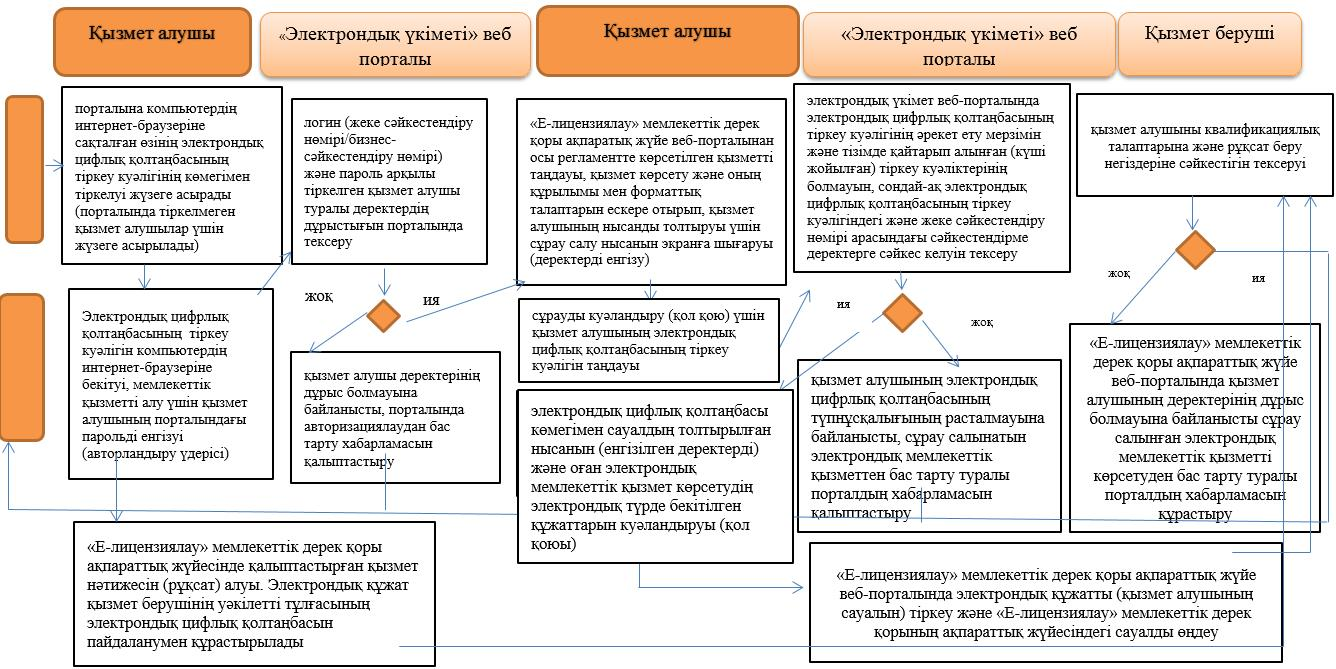 Қызмет алушы
«Электрондық үкіметі» веб
порталы
Қызмет алушы
«Электрондық үкіметі» веб
порталы
Қызмет беруші
порталына компьютердің
интернет-браузеріне
сақталған өзінің электрондық
цифлық қолтаңбасының
тіркеу куәлігінің көмегімен
тіркелуі жүзеге асырады
(порталында тіркелмеген
қызмет алушылар үшін
жүзеге асырылады)
логин (жеке сәйкестендіру
нөмірі/бизнес-
сәйкестендіру нөмірі)
және пароль арқылы
тіркелген қызмет алушы
туралы деректердің
дұрыстығын порталында
тексеру
«Е-лицензиялау» мемлекеттік дерек
қоры ақпаратық жүйе веб-порталынан
осы регламентте көрсетілген қызметті
таңдауы, қызмет көрсету және оның
құрылымы мен форматтық
талаптарын ескере отырып, қызмет
алушының нысанды толтыруы үшін
сұрау салу нысанын экранға шығаруы
(деректерді енгізу)
электрондық үкімет веб-порталында
электрондық цифрлық қолтаңбасының
тіркеу куәлігінің әрекет ету мерзімін
және тізімде қайтарып алынған (күші
жойылған) тіркеу куәліктерінің
болмауын, сондай-ақ электрондық
цифрлық қолтаңбасының тіркеу
куәлігіндегі және жеке сәйкестендіру
нөмірі арасындағы сәйкестендірме
деректерге сәйкес келуін тексеру
қызмет алушыны квалификациялық
талаптарына және рұқсат беру
негіздеріне сәйкестігін тексеруі
жоқ
ия
ия
жоқ
жоқ
ия
Электрондық цифрлық
қолтаңбасының тіркеу
куәлігін компьютердің
интернет-браузеріне
бекітуі, мемлекеттік
қызметті алу үшін қызмет
алушының порталындағы
парольді енгізуі
(авторландыру үдерісі)
қызмет алушы деректерінің
дұрыс болмауына
байланысты, порталында
авторизациялаудан бас
тарту хабарламасын
қалыптастыру
сұрауды куәландыру (қол қою) үшін
қызмет алушының электрондық
цифлық қолтаңбасының тіркеу
куәлігін таңдауы
электрондық цифлық қолтаңбасы
көмегімен сауалдың толтырылған
нысанын (енгізілген деректерді)
және оған электрондық
мемлекеттік қызмет көрсетудің
электрондық түрде бекітілген
құжаттарын куәландыруы (қол
қоюы)
қызмет алушының электрондық
цифрлық қолтаңбасының
түпнұсқалығының расталмауына
байланысты, сұрау салынатын
электрондық мемлекеттік
қызметтен бас тарту туралы
порталдың хабарламасын
қалыптастыру
«Е-лицензиялау» мемлекеттік
дерек қоры ақпараттық жүйе
веб-порталында қызмет
алушының деректерінің дұрыс
болмауына байланысты сұрау
салынған электрондық
мемлекетті қызметті
көрсетуден бас тарту туралы
порталдың хабарламасын
құрастыру
«Е-лицензиялау» мемлекеттік дерек қоры
ақпараттық жүйесінде қалыптастырған қызмет
нәтижесін (рұқсат) алуы. Электрондық құжат
қызмет берушінің уәкілетті тұлғасының
электрондық цифлық қолтаңбасын
пайдаланумен құрастырылады
«Е-лицензиялау» мемлекеттік дерек қоры ақпараттық жүйе
веб-порталында электрондық құжатты (қызмет алушының
сауалын) тіркеу және «Е-лицензиялау» мемлекеттік дерек
қорының ақпараттық жүйесіндегі сауалды өңдеу